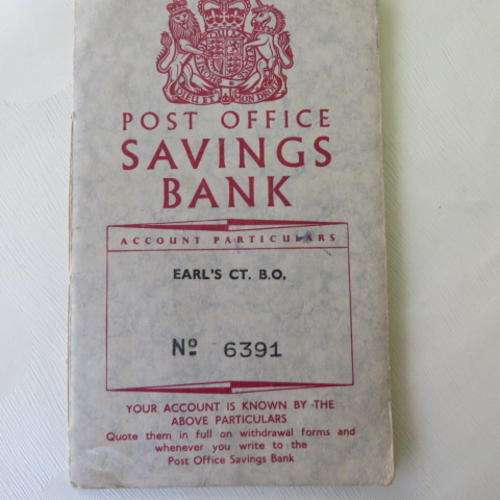 POST OFFICE
SAVINGS
BANK
ACCOUNT PARTICULARS
EARL'S CT. B.O.
Nº 6391
YOUR ACCOUNT IS KNOWN BY THE
ABOVE PARTICULARS
Quote them in full on withdrawal forms and
whenever you write to the
Post Office Savings Bank